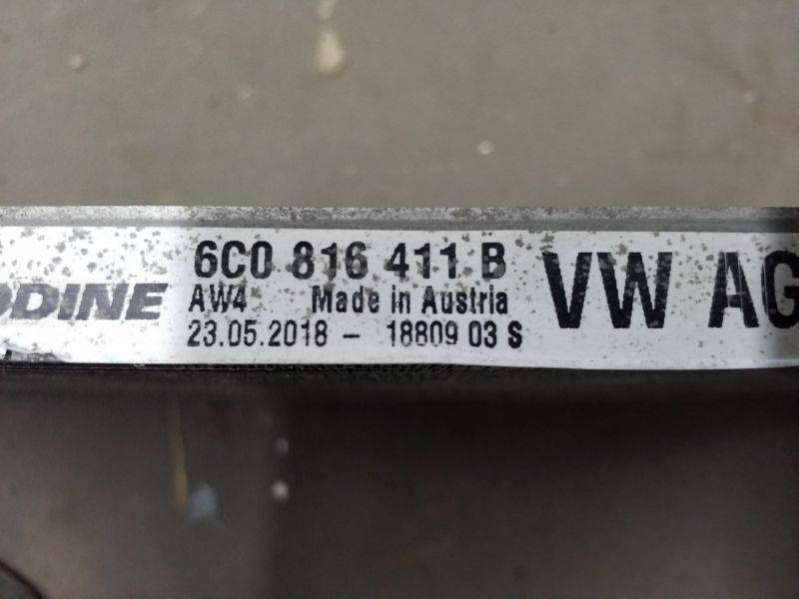 ODINE
6C0 816 411 B
AW4 Made in Austria
23.05.2018 - 18809 03 S
VW AG